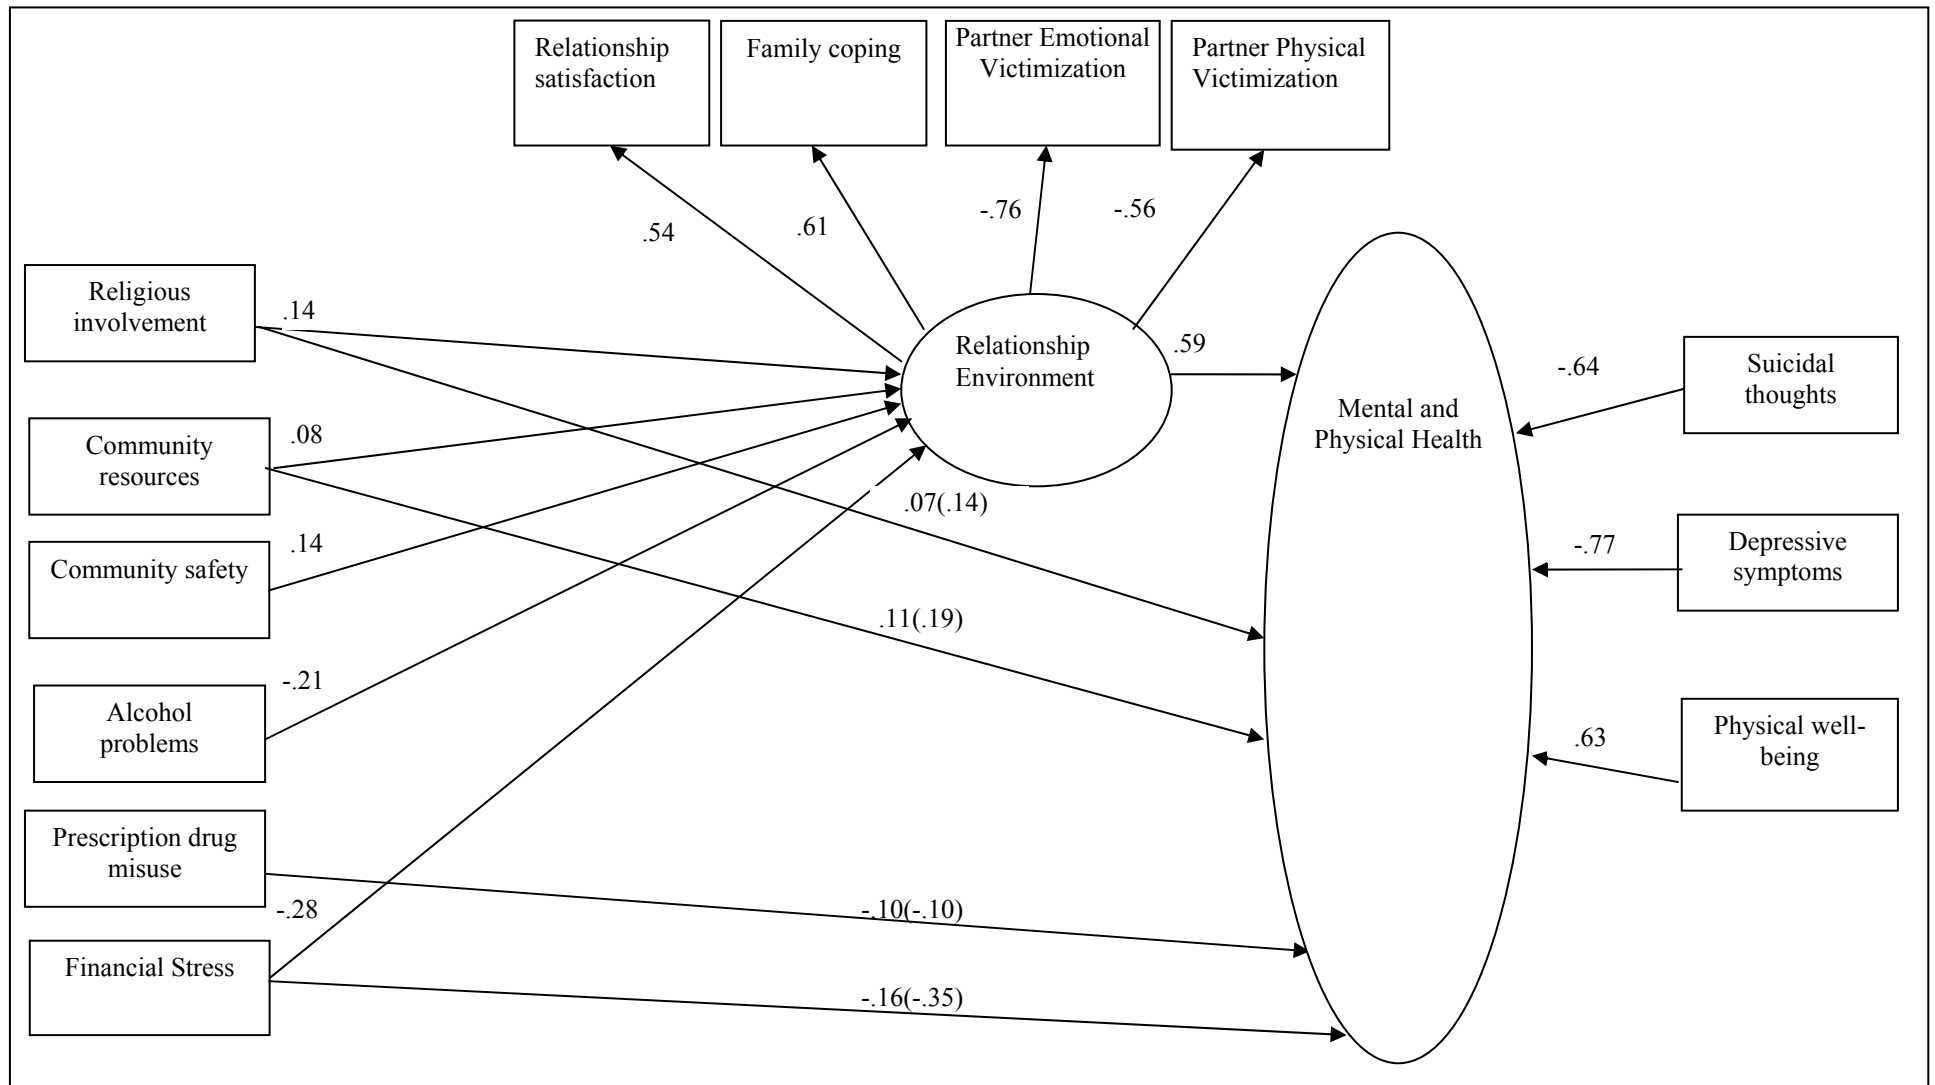 Relationship
satisfaction
Family coping
Partner Emotional
Victimization
Partner Physical
Victimization
.54
.61
-.76
-.56
Religious
involvement
.14
Relationship
Environment
.59
Mental and
Physical Health
-.64
Suicidal
thoughts
Community
resources
.08
.07(.14)
Community safety
.14
-.77
Depressive
symptoms
.11(.19)
Alcohol
problems
-.21
.63
Physical well-
being
Prescription drug
misuse
-.28
-.10(-.10)
Financial Stress
-.16(-.35)